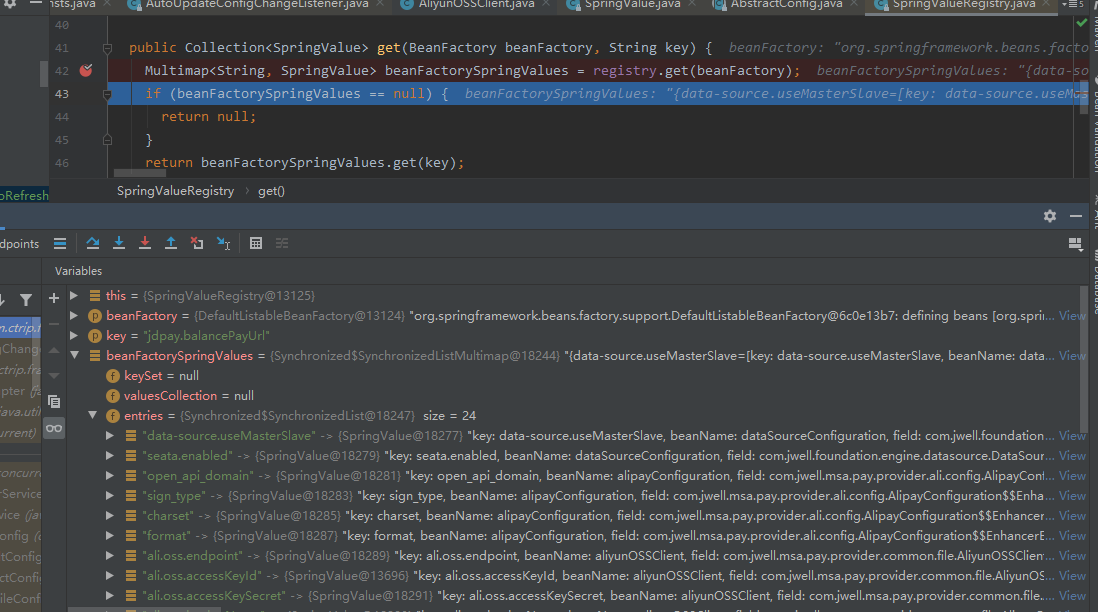 sts.java AutoUpdateConfigChangeListener.java AliyunOSSClient.java SpringValue.java AbstractConfig.java SpringValueRegistry.java
40
41 public Collection<SpringValue> get(BeanFactory beanFactory, String key) { beanFactory: "org.springframework.beans.facto
42 Multimap<String, SpringValue> beanFactorySpringValues = registry.get(beanFactory); beanFactorySpringValues: "{data-so
43 if (beanFactorySpringValues == null) { beanFactorySpringValues: "{data-source.useMasterSlave=[key: data-source.useMas
44 return null;
45 }
46 return beanFactorySpringValues.get(key);
oRefresh
SpringValueRegistry › get()
dpoints
Variables
this = {SpringValueRegistry@13125}
beanFactory = {DefaultListableBeanFactory@13124} "org.springframework.beans.factory.support.DefaultListableBeanFactory@6c0e13b7: defining beans [org.spri... View
key = "jdpay.balancePayUrl"
beanFactorySpringValues = {Synchronized$SynchronizedListMultimap@18244} "{data-source.useMasterSlave=[key: data-source.useMasterSlave, beanName: data... View
keySet = null
valuesCollection = null
entries = {Synchronized$SynchronizedList@18247} size = 24
"data-source.useMasterSlave" -> {SpringValue@18277} "key: data-source.useMasterSlave, beanName: dataSourceConfiguration, field: com.jwell.foundation... View
"seata.enabled" -> {SpringValue@18279} "key: seata.enabled, beanName: dataSourceConfiguration, field: com.jwell.foundation.engine.datasource.DataSour... View
"open_api_domain" -> {SpringValue@18281} "key: open_api_domain, beanName: alipayConfiguration, field: com.jwell.msa.pay.provider.ali.config.AlipayConf... View
"sign_type" -> {SpringValue@18283} "key: sign_type, beanName: alipayConfiguration, field: com.jwell.msa.pay.provider.ali.config.AlipayConfiguration$$Enha... View
"charset" -> {SpringValue@18285} "key: charset, beanName: alipayConfiguration, field: com.jwell.msa.pay.provider.ali.config.AlipayConfiguration$$Enhancer... View
"format" -> {SpringValue@18287} "key: format, beanName: alipayConfiguration, field: com.jwell.msa.pay.provider.ali.config.AlipayConfiguration$$EnhancerB... View
"ali.oss.endpoint" -> {SpringValue@18289} "key: ali.oss.endpoint, beanName: aliyunOSSClient, field: com.jwell.msa.pay.provider.common.file.AliyunOSSClien... View
"ali.oss.accessKeyId" -> {SpringValue@13696} "key: ali.oss.accessKeyId, beanName: aliyunOSSClient, field: com.jwell.msa.pay.provider.common.file.AliyunOS... View
"ali.oss.accessKeySecret" -> {SpringValue@18291} "key: ali.oss.accessKeySecret, beanName: aliyunOSSClient, field: com.jwell.msa.pay.provider.common.file.... View